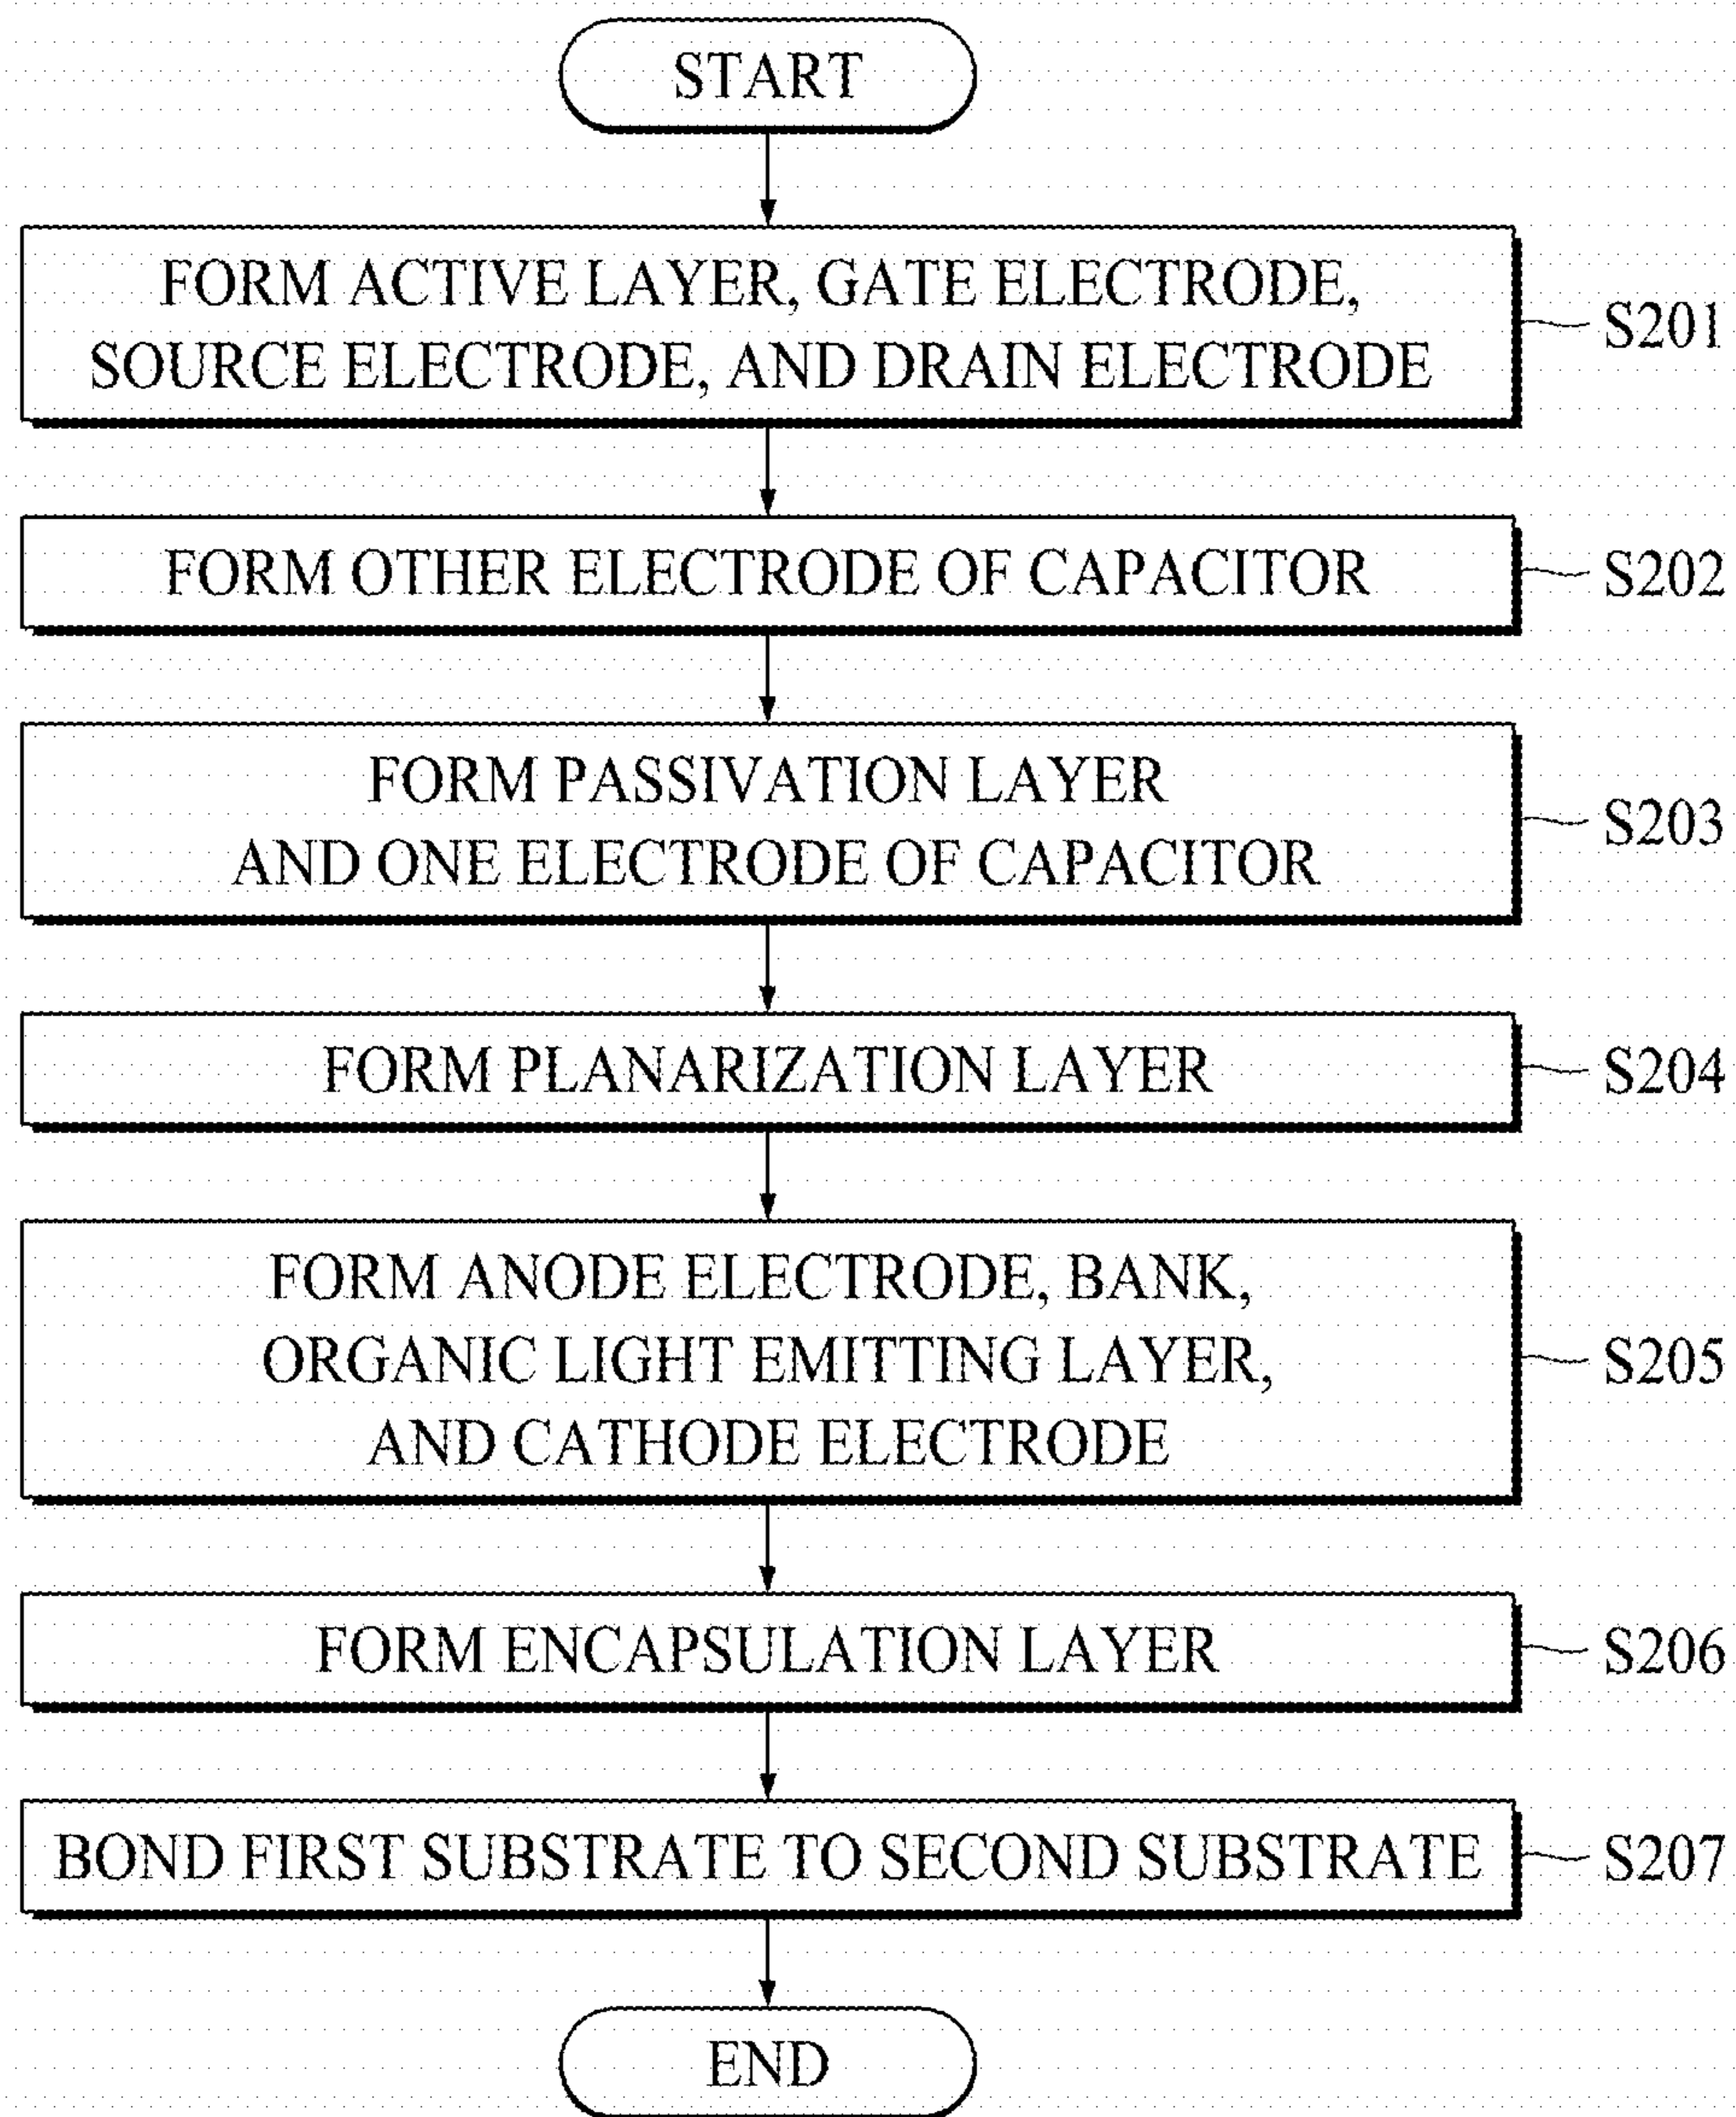 START
FORM ACTIVE LAYER, GATE ELECTRODE,
SOURCE ELECTRODE, AND DRAIN ELECTRODE
S201
FORM OTHER ELECTRODE OF CAPACITOR
S202
FORM PASSIVATION LAYER
AND ONE ELECTRODE OF CAPACITOR
S203
FORM PLANARIZATION LAYER
S204
FORM ANODE ELECTRODE, BANK,
ORGANIC LIGHT EMITTING LAYER,
AND CATHODE ELECTRODE
S205
FORM ENCAPSULATION LAYER
S206
BOND FIRST SUBSTRATE TO SECOND SUBSTRATE
S207
END